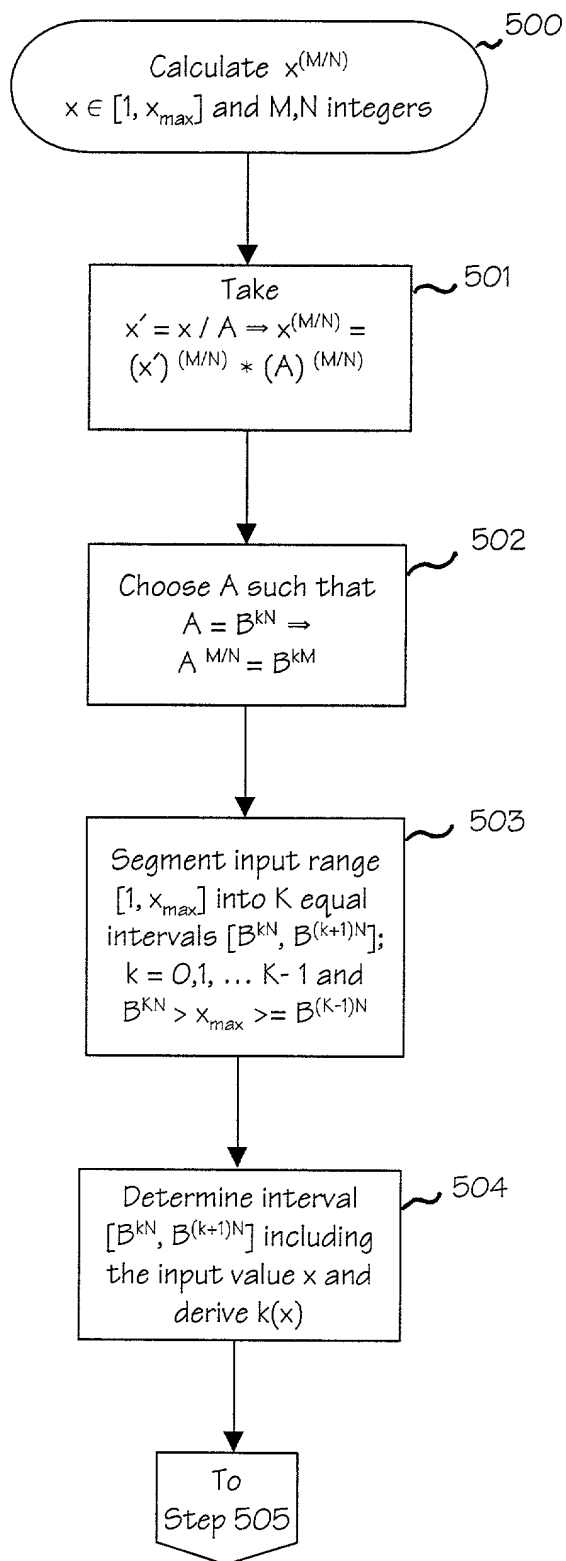 500
Calculate x^(M/N)
x ∈ [1, x_max] and M,N integers
501
Take
x′ = x / A ⇒ x^(M/N) =
(x′)^(M/N) * (A)^(M/N)
502
Choose A such that
A = B^kN ⇒
A^M/N = B^kM
503
Segment input range
[1, x_max] into K equal
intervals [B^kN, B^(k+1)N];
k = 0,1, ... K- 1 and
B^KN > x_max >= B^(K-1)N
504
Determine interval
[B^kN, B^(k+1)N] including
the input value x and
derive k(x)
To
Step 505